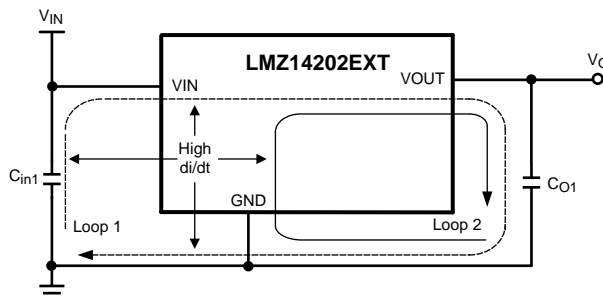 VIN
LMZ14202EXT
VIN
VOUT
VO
High
di/dt
Cin1
CO1
GND
Loop 1
Loop 2